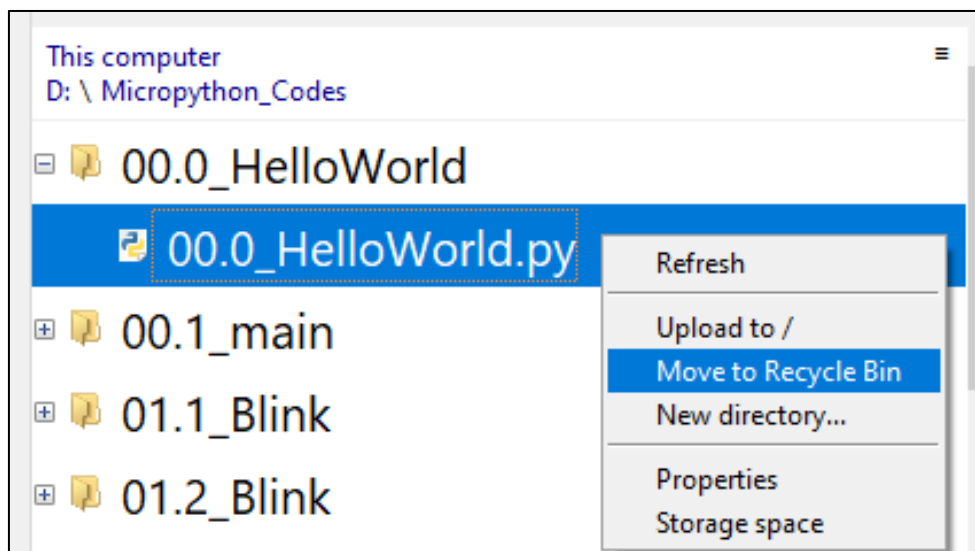 This computer
D: \ Micropython_Codes
00.0_HelloWorld
00.0_HelloWorld.py
00.1_main
01.1_Blink
01.2_Blink
Refresh
Upload to /
Move to Recycle Bin
New directory...
Properties
Storage space